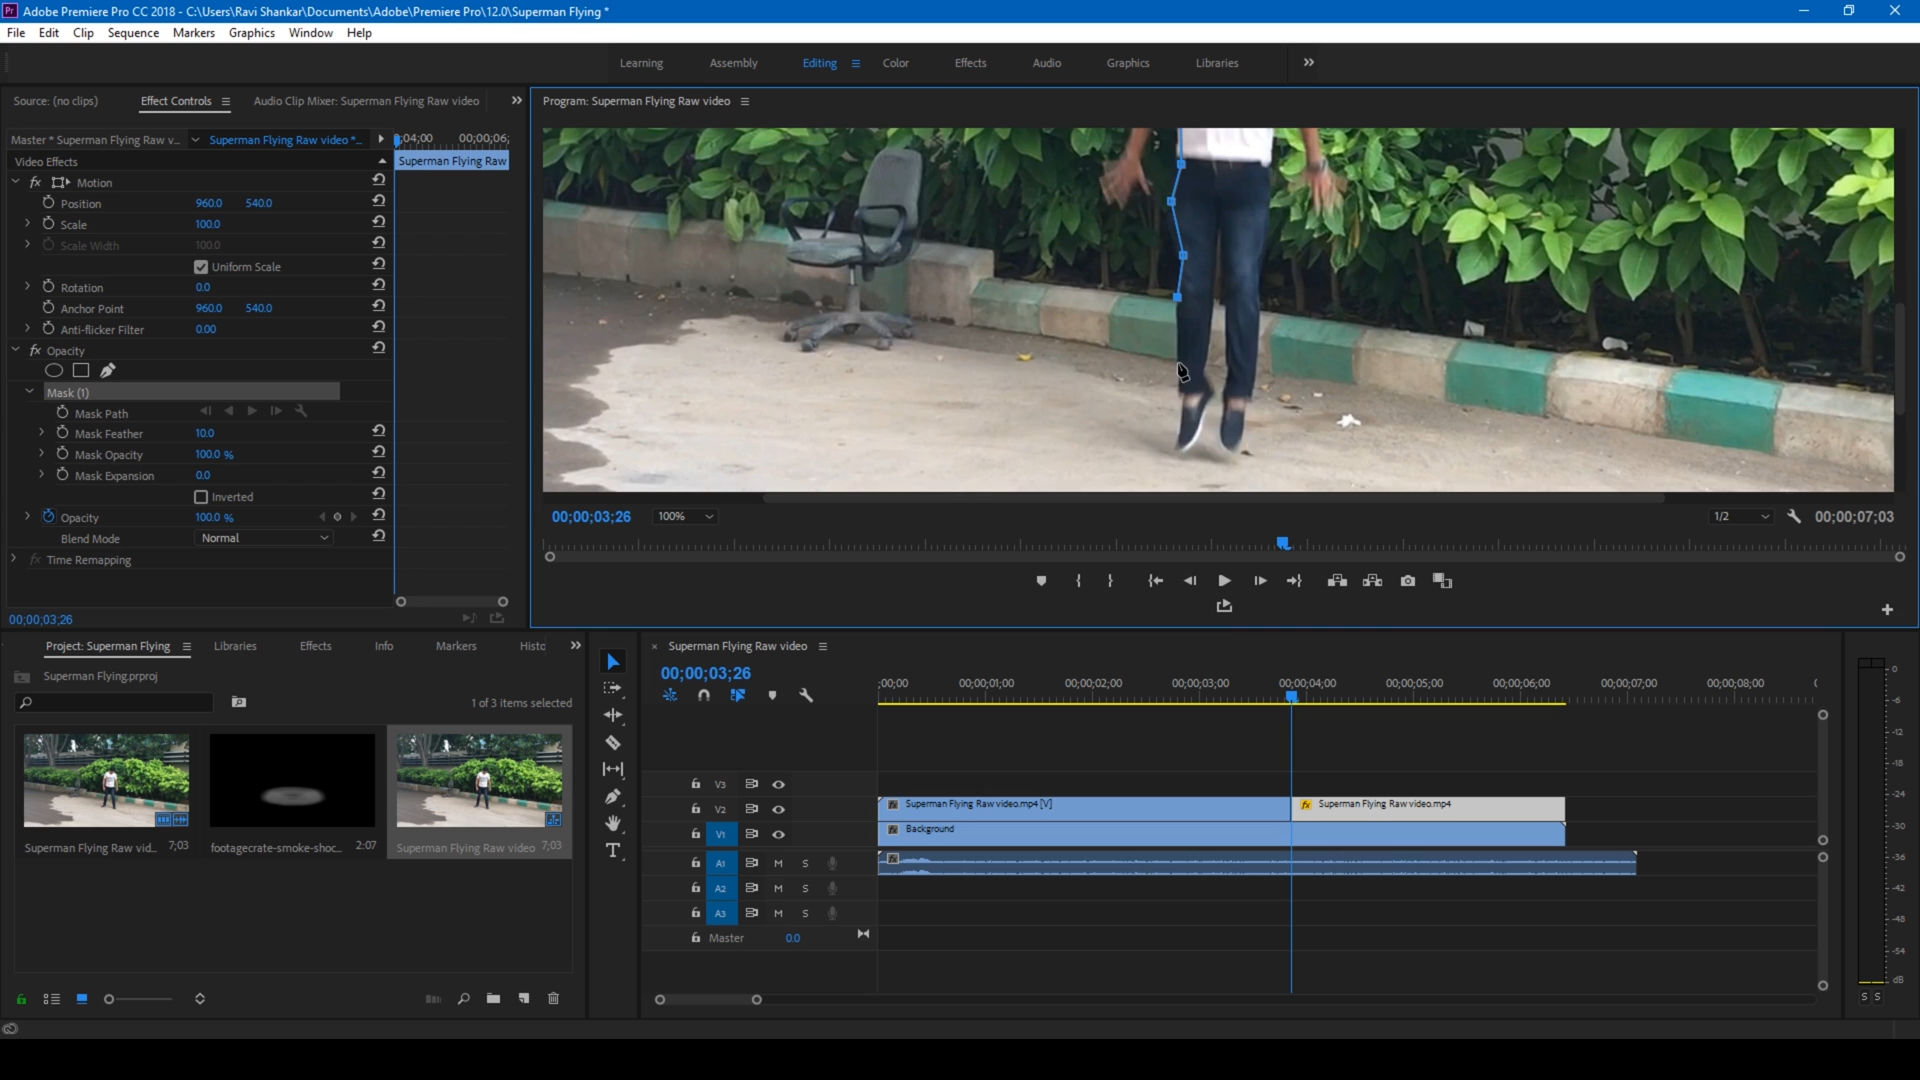 Adobe Premiere Pro CC 2018 - C:\Users\Ravi Shankar\Documents\Adobe\Premiere Pro\12.0\Superman Flying *
File Edit Clip Sequence Markers Graphics Window Help
Learning Assembly Editing Color Effects Audio Graphics Libraries
Source: (no clips) Effect Controls Audio Clip Mixer: Superman Flying Raw video
Program: Superman Flying Raw video
Master * Superman Flying Raw v... Superman Flying Raw video *... 0:04;00 00;00;06;
Video Effects Superman Flying Raw
fx Motion
Position 960.0 540.0
Scale 100.0
Scale Width 100.0
Uniform Scale
Rotation 0.0
Anchor Point 960.0 540.0
Anti-flicker Filter 0.00
fx Opacity
Mask (1)
Mask Path
Mask Feather 10.0
Mask Opacity 100.0 %
Mask Expansion 0.0
Inverted
Opacity 100.0 %
Blend Mode Normal
fx Time Remapping
00;00;03;26
00;00;03;26 100% 1/2 00;00;07;03
Project: Superman Flying Libraries Effects Info Markers Histo
Superman Flying.prproj
1 of 3 items selected
Superman Flying Raw vid... 7;03 footagecrate-smoke-shoc... 2:07 Superman Flying Raw video 7;03
Superman Flying Raw video
00;00;03;26
;00;00 00;00;01;00 00;00;02;00 00;00;03;00 00;00;04;00 00;00;05;00 00;00;06;00 00;00;07;00 00;00;08;00
V3
V2 fx Superman Flying Raw video.mp4 [V] fx Superman Flying Raw video.mp4
V1 fx Background
A1 M S fx
A2 M S
A3 M S
Master 0.0
0
-6
-12
-18
-24
-30
-36
-42
-48
-54
dB
S S